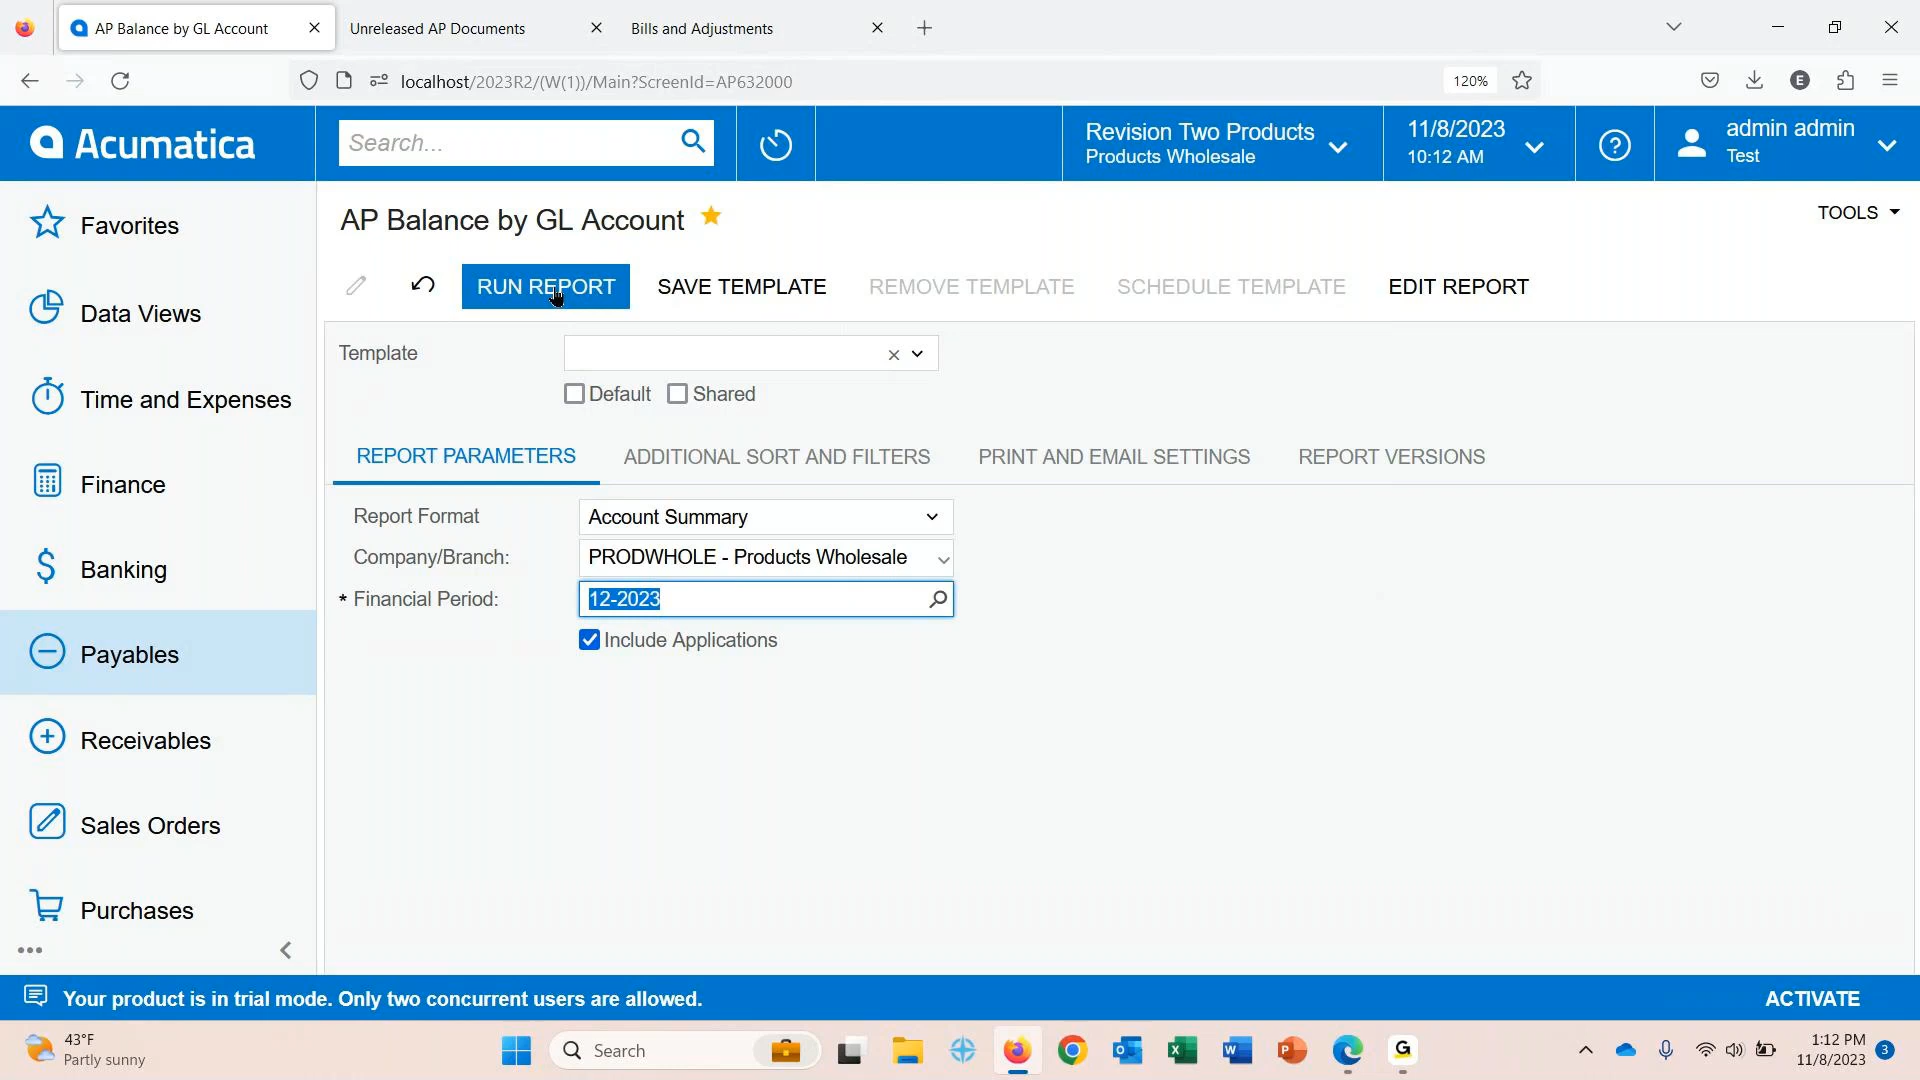 AP Balance by GL Account
Unreleased AP Documents
Bills and Adjustments
localhost/2023R2/(W(1))/Main?ScreenId=AP632000
120%
E
Acumatica
Search...
Revision Two Products
Products Wholesale
11/8/2023
10:12 AM
admin admin
Test
Favorites
Data Views
Time and Expenses
Finance
Banking
Payables
Receivables
Sales Orders
Purchases
AP Balance by GL Account
TOOLS
RUN REPORT
SAVE TEMPLATE
REMOVE TEMPLATE
SCHEDULE TEMPLATE
EDIT REPORT
Template
Default
Shared
REPORT PARAMETERS
ADDITIONAL SORT AND FILTERS
PRINT AND EMAIL SETTINGS
REPORT VERSIONS
Report Format
Account Summary
Company/Branch:
PRODWHOLE - Products Wholesale
* Financial Period:
12-2023
Include Applications
Your product is in trial mode. Only two concurrent users are allowed.
ACTIVATE
43°F
Partly sunny
Search
1:12 PM
11/8/2023
3